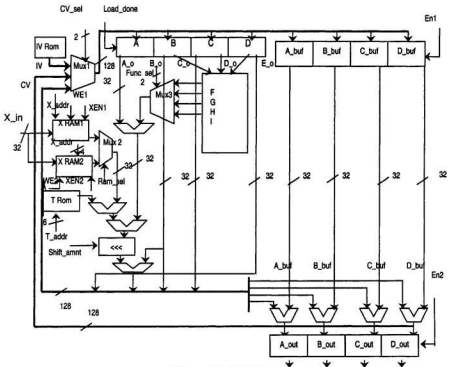 CV_sel
Load_done
En1
IV Rom
IV
2
Mux1
128
A B C D
A_buf B_buf C_buf D_buf
32
A_o B_o C_o D_o E_o
Func_sel
2
CV
WE1
X_addr
XEN1
Mux3
F
G
H
I
X_in
32
X RAM1
X_addr
Mux 2
X RAM2
WE2
XEN2
Ram_sel
32
32
32 32 32
32 32 32 32
T Rom
6
T_addr
Shift_amnt
<<<
A_buf B_buf C_buf D_buf
En2
128
128
A_out B_out C_out D_out